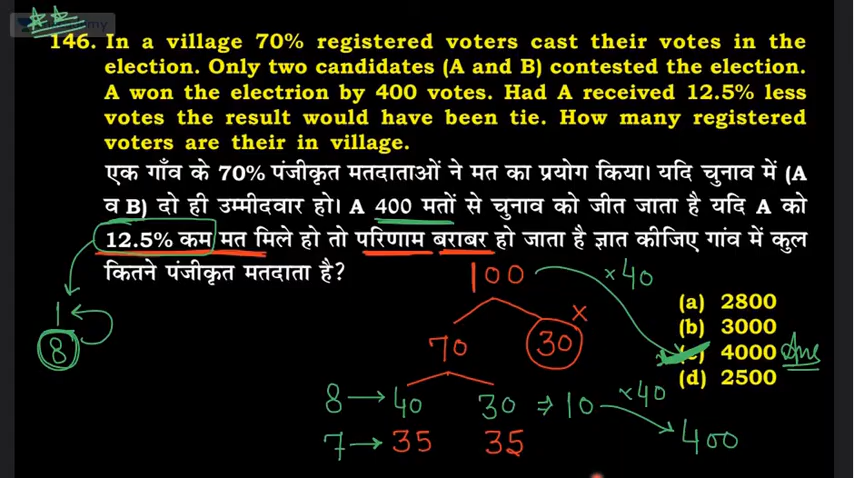 146. In a village 70% registered voters cast their votes in the
election. Only two candidates (A and B) contested the election.
A won the electrion by 400 votes. Had A received 12.5% less
votes the result would have been tie. How many registered
voters are their in village.
एक गाँव के 70% पंजीकृत मतदाताओं ने मत का प्रयोग किया। यदि चुनाव में (A
व B) दो ही उम्मीदवार हो। A 400 मतों से चुनाव को जीत जाता है यदि A को
12.5% कम मत मिले हो तो परिणाम बराबर हो जाता है ज्ञात कीजिए गांव में कुल
कितने पंजीकृत मतदाता है?
100 ×40
(a) 2800
1
(b) 3000
8
70 30 ×
4000 Ans
(d) 2500
8 → 40 30 ⇒ 10 ×40
7 → 35 35 400